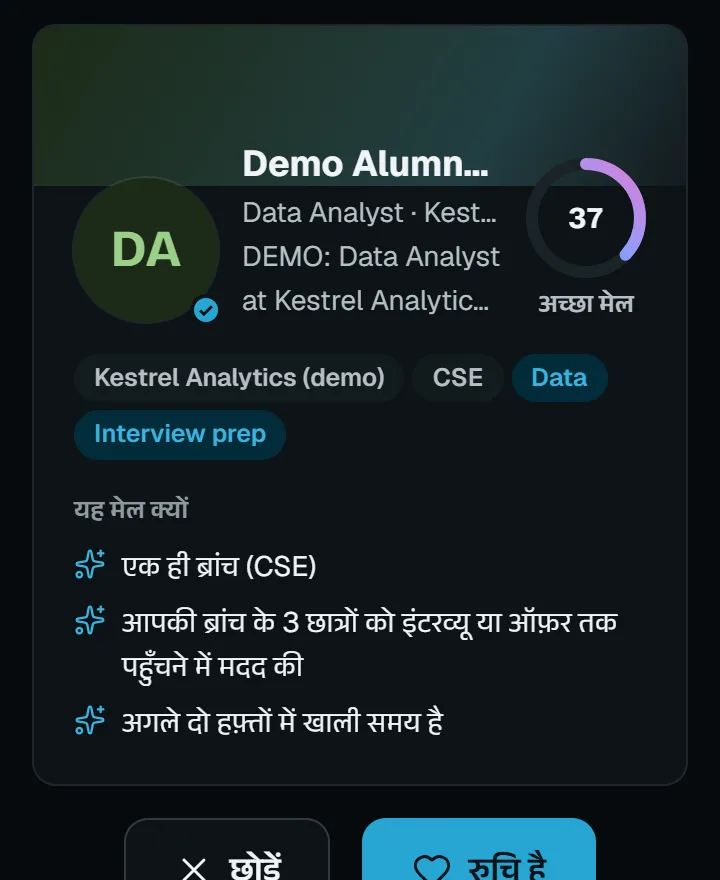 Demo Alumn...
Data Analyst · Kest...
DEMO: Data Analyst
at Kestrel Analytic...
DA
37
अच्छा मेल
Kestrel Analytics (demo) CSE Data
Interview prep
यह मेल क्यों
एक ही ब्रांच (CSE)
आपकी ब्रांच के 3 छात्रों को इंटरव्यू या ऑफ़र तक
पहुँचने में मदद की
अगले दो हफ़्तों में खाली समय है
छोड़ें रुचि है